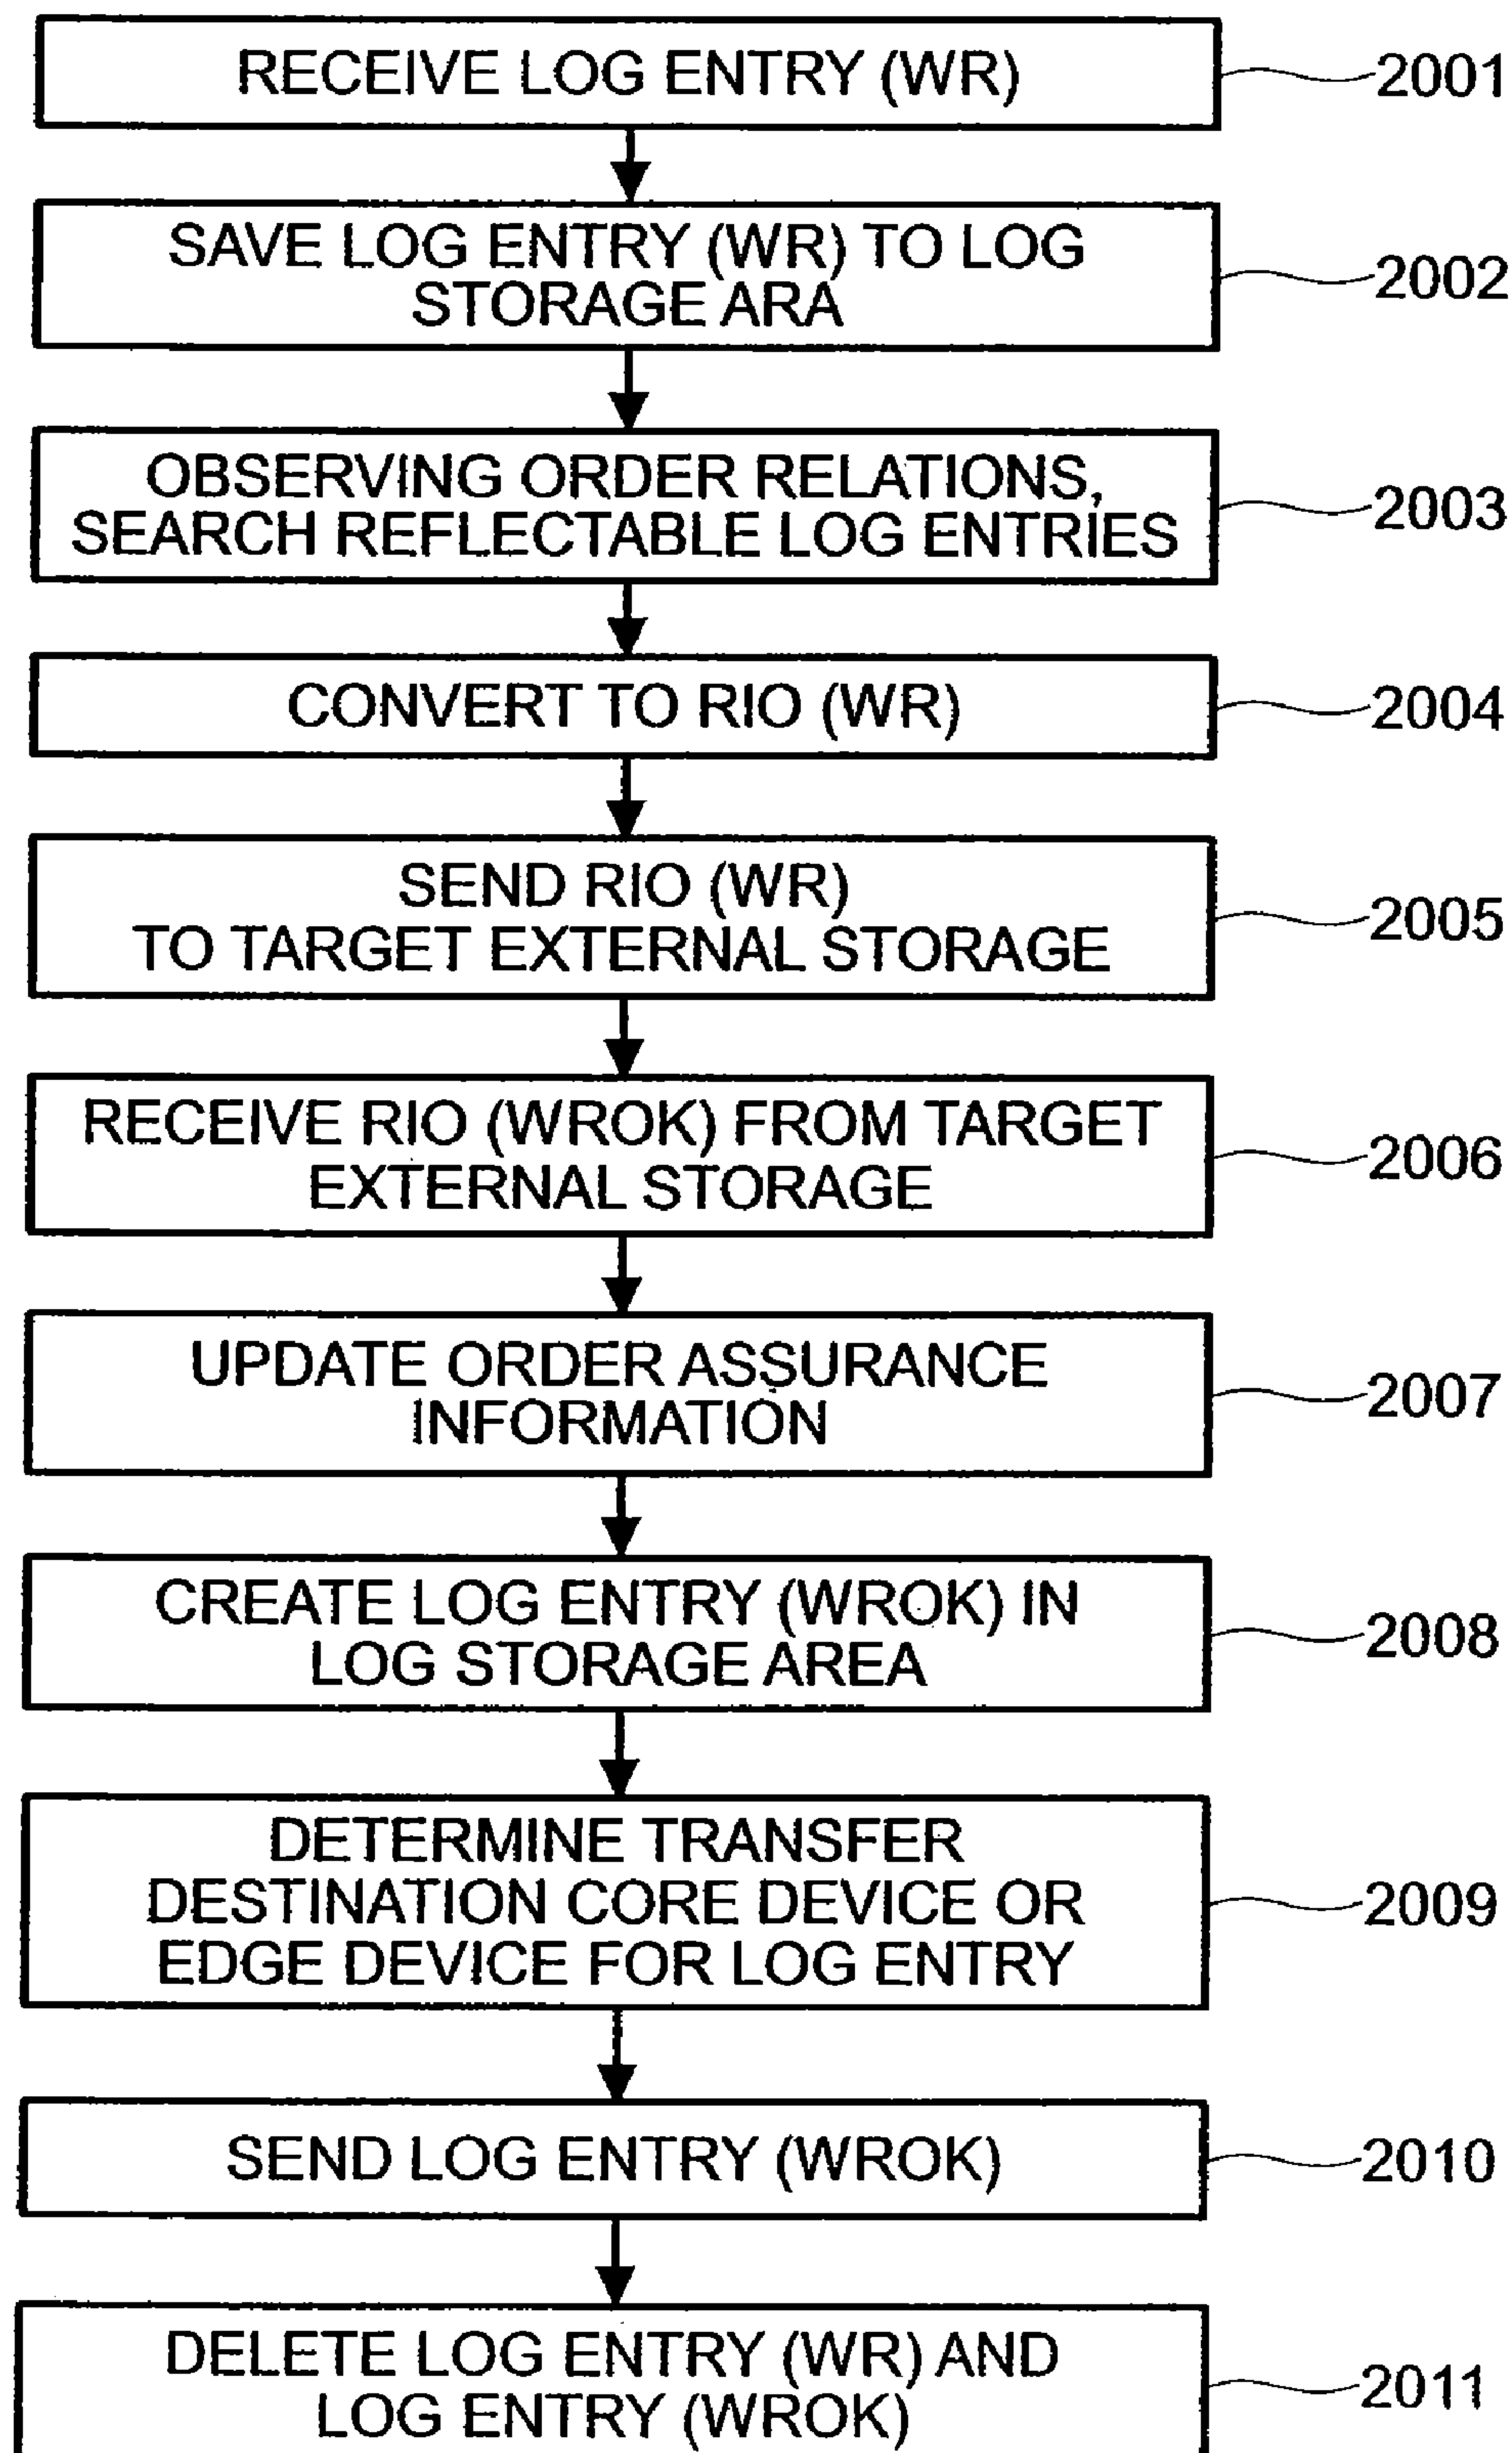 RECEIVE LOG ENTRY (WR)
2001
SAVE LOG ENTRY (WR) TO LOG
STORAGE ARA
2002
OBSERVING ORDER RELATIONS,
SEARCH REFLECTABLE LOG ENTRIES
2003
CONVERT TO RIO (WR)
2004
SEND RIO (WR)
TO TARGET EXTERNAL STORAGE
2005
RECEIVE RIO (WROK) FROM TARGET
EXTERNAL STORAGE
2006
UPDATE ORDER ASSURANCE
INFORMATION
2007
CREATE LOG ENTRY (WROK) IN
LOG STORAGE AREA
2008
DETERMINE TRANSFER
DESTINATION CORE DEVICE OR
EDGE DEVICE FOR LOG ENTRY
2009
SEND LOG ENTRY (WROK)
2010
DELETE LOG ENTRY (WR) AND
LOG ENTRY (WROK)
2011